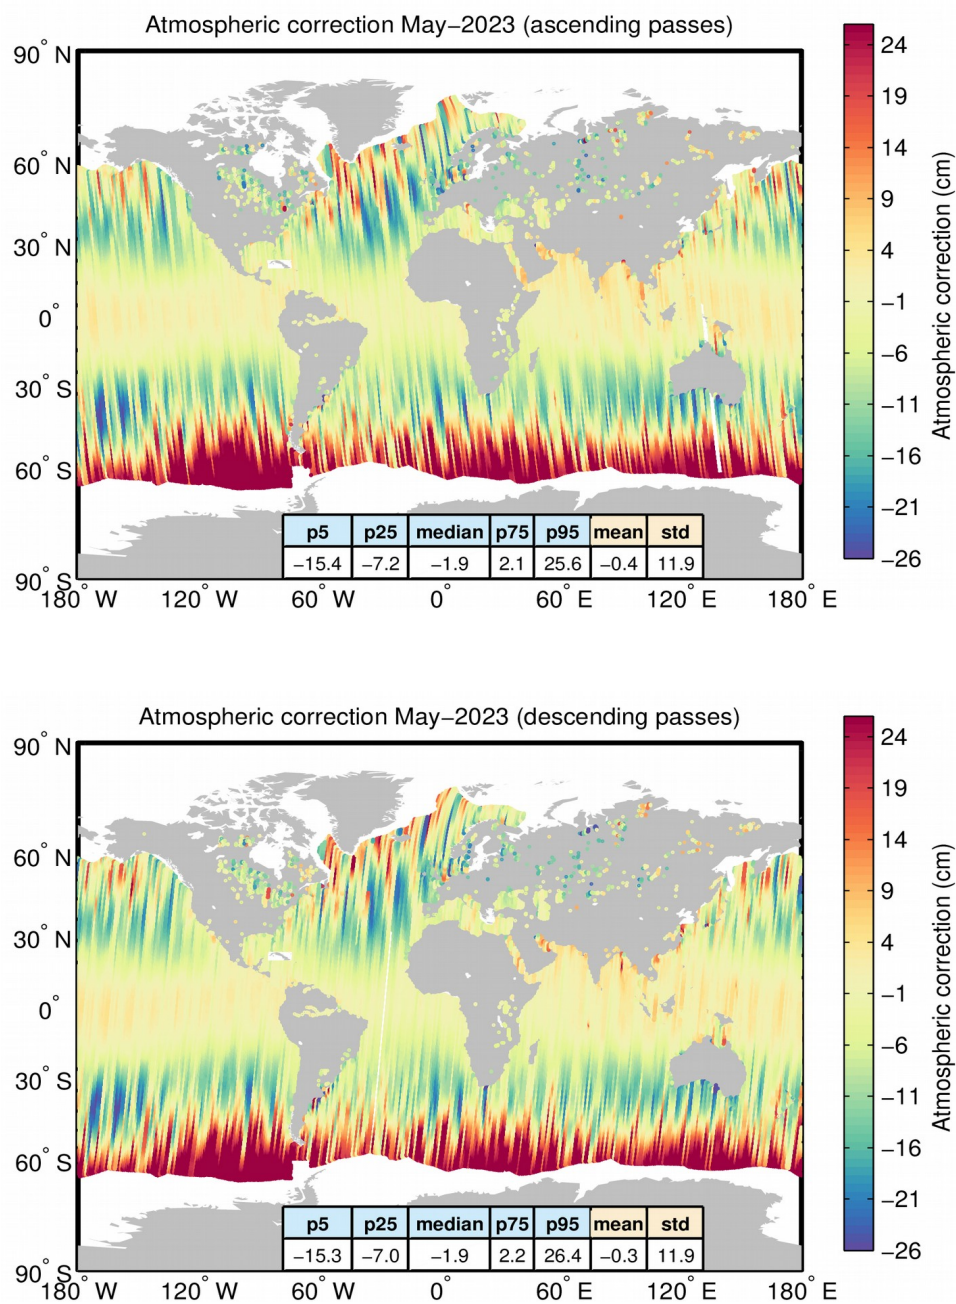 Atmospheric correction May−2023 (ascending passes)
90° N
60° N
30° N
0°
30° S
60° S
90° S
180° W 120° W 60° W 0° 60° E 120° E 180° E
p5 p25 median p75 p95 mean std
−15.4 −7.2 −1.9 2.1 25.6 −0.4 11.9
24
19
14
9
4
−1
−6
−11
−16
−21
−26
Atmospheric correction (cm)
Atmospheric correction May−2023 (descending passes)
90° N
60° N
30° N
0°
30° S
60° S
90° S
180° W 120° W 60° W 0° 60° E 120° E 180° E
p5 p25 median p75 p95 mean std
−15.3 −7.0 −1.9 2.2 26.4 −0.3 11.9
24
19
14
9
4
−1
−6
−11
−16
−21
−26
Atmospheric correction (cm)